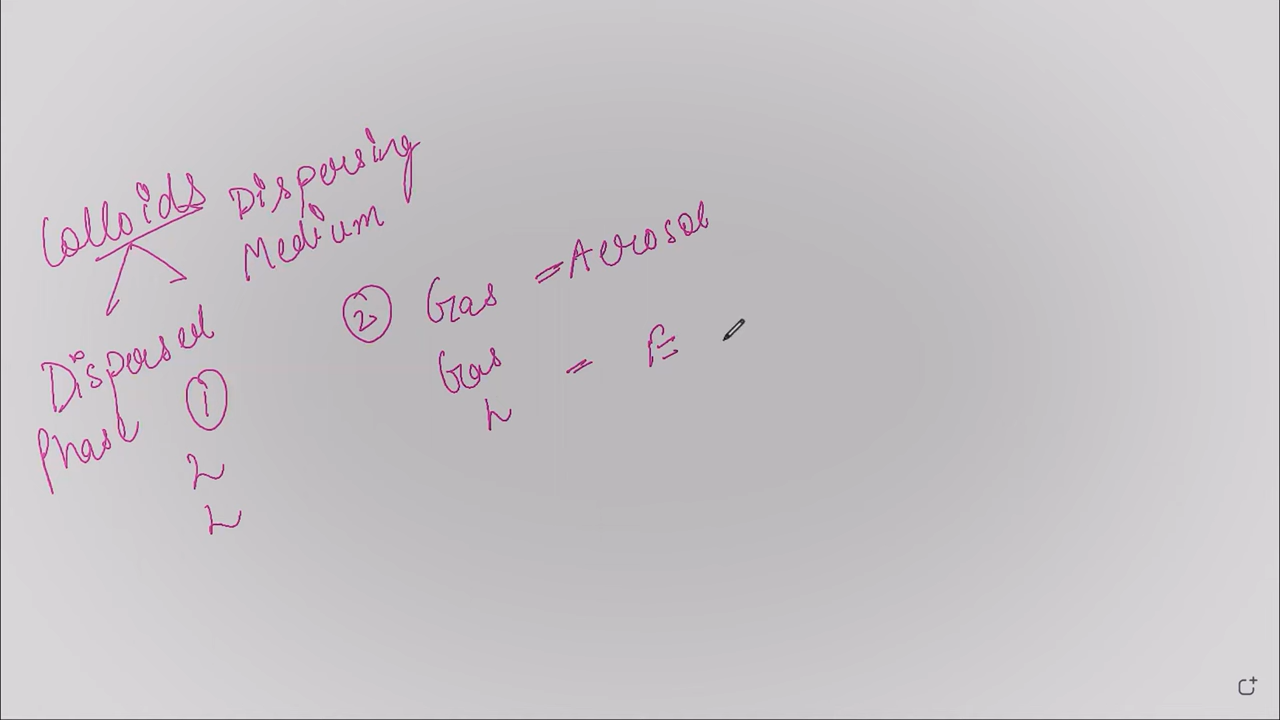 Colloids Dispersing
Medium
Dispersed
Phase ① ② Gas = Aerosol
L Gas =
L L